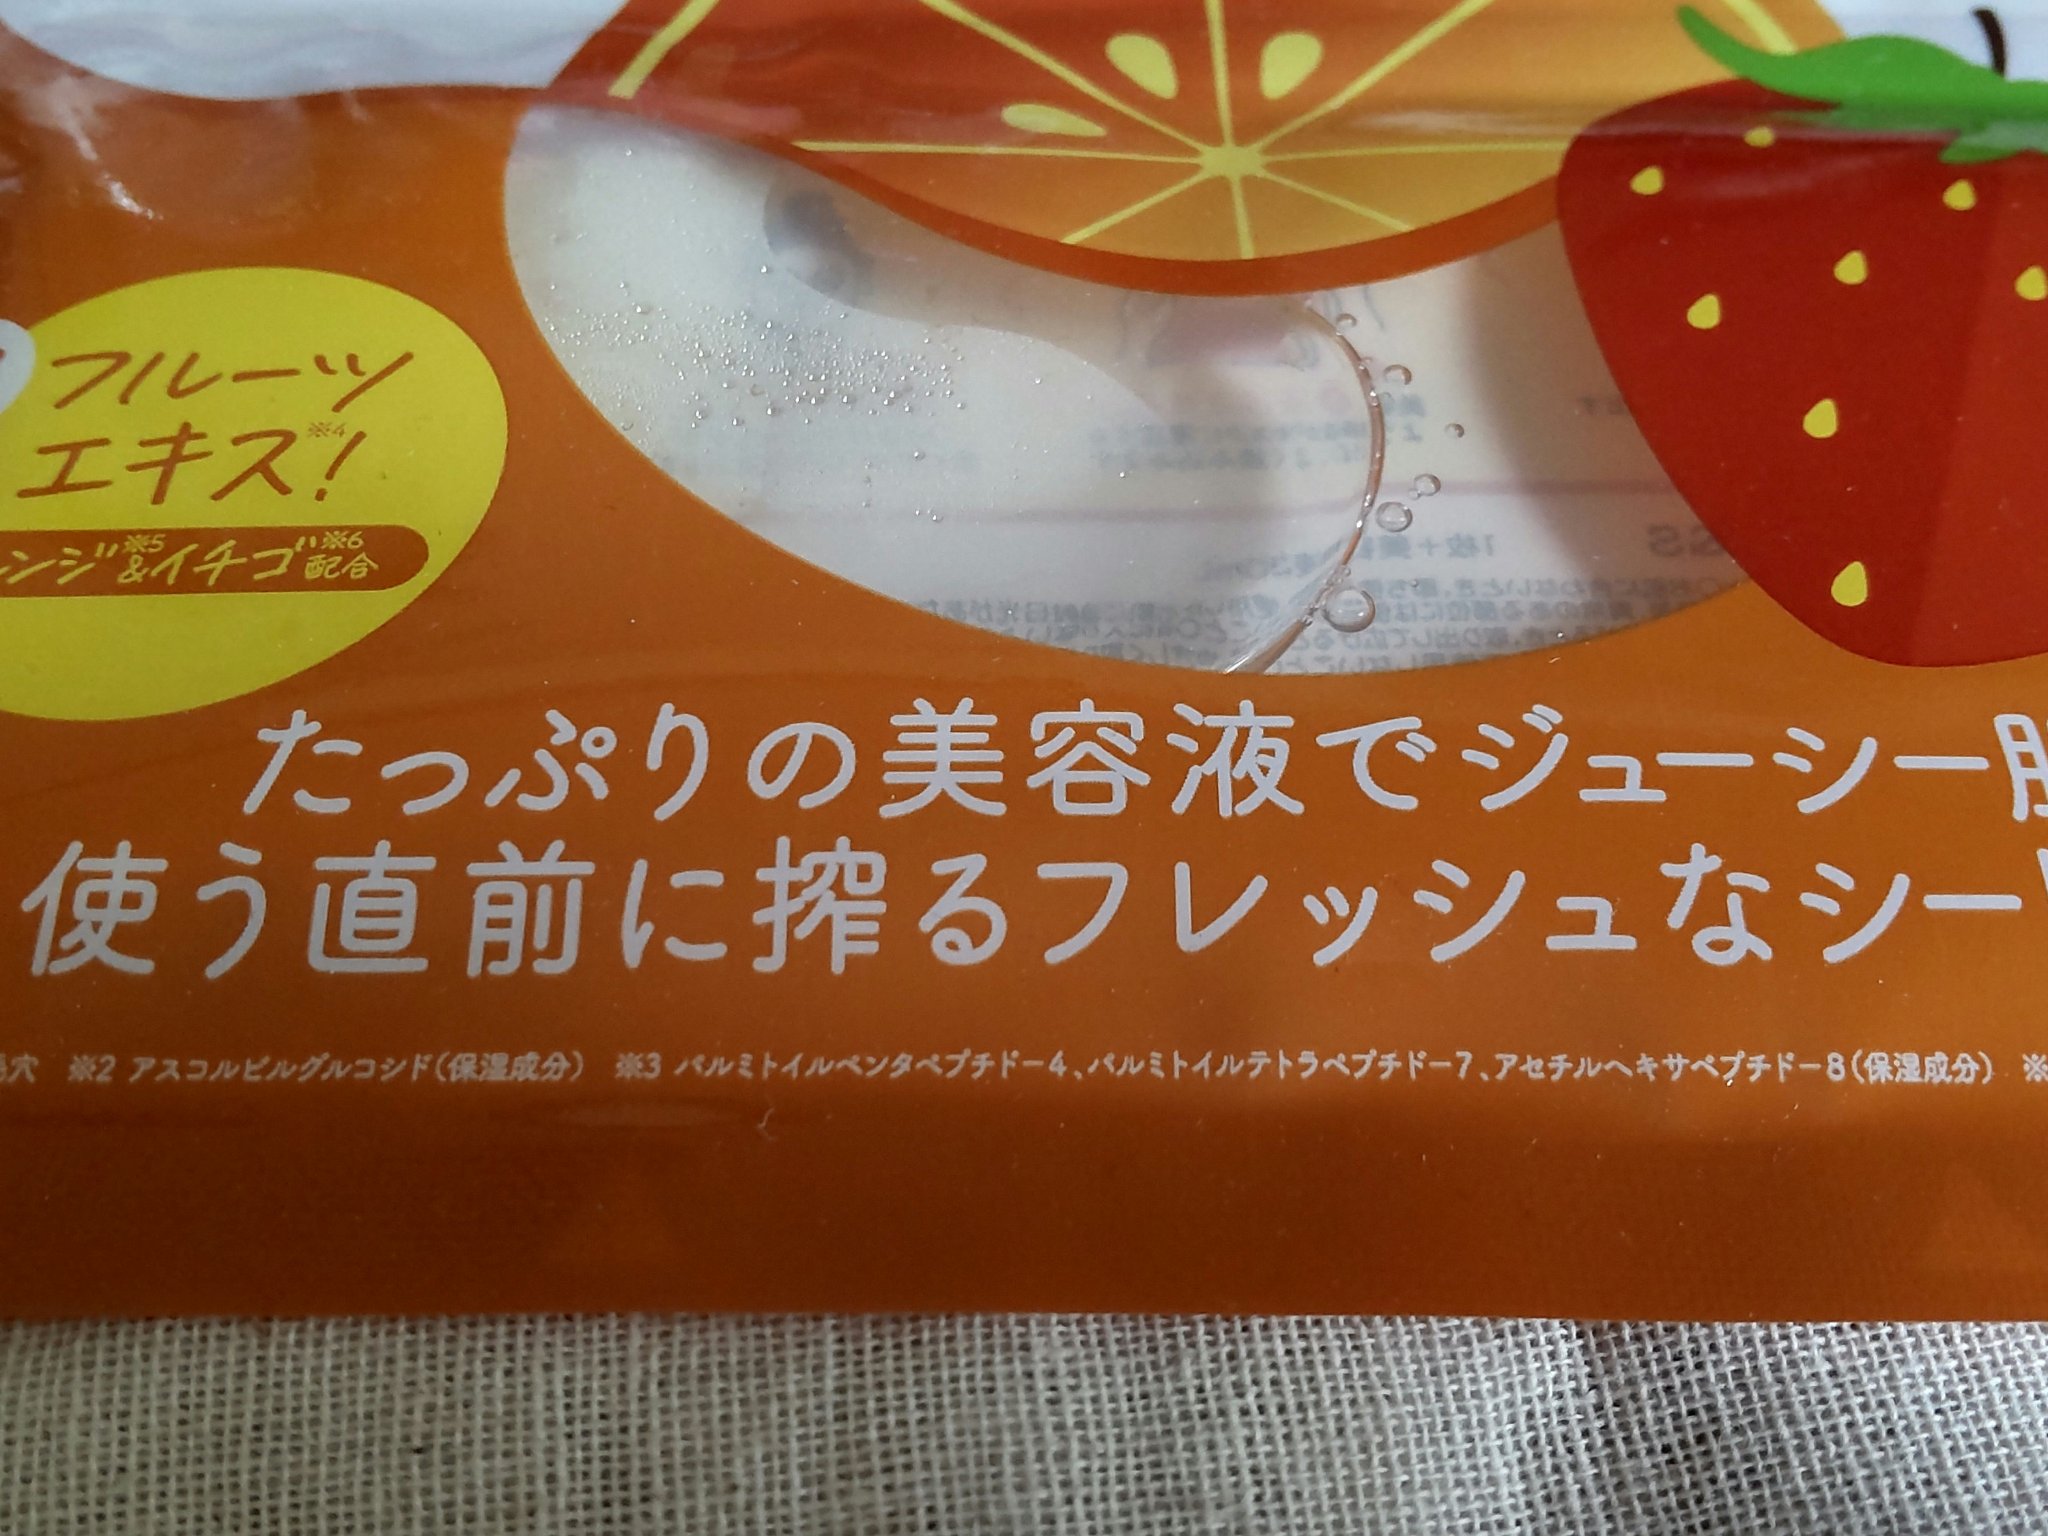 フルーツ
エキス※4！
ンジ※5&イチゴ※6配合
たっぷりの美容液でジューシー肌
使う直前に搾るフレッシュなシー
穴 ※2 アスコルビルグルコシド(保湿成分) ※3 パルミトイルペンタペプチド-4、パルミトイルテトラペプチド-7、アセチルヘキサペプチド-8(保湿成分) ※